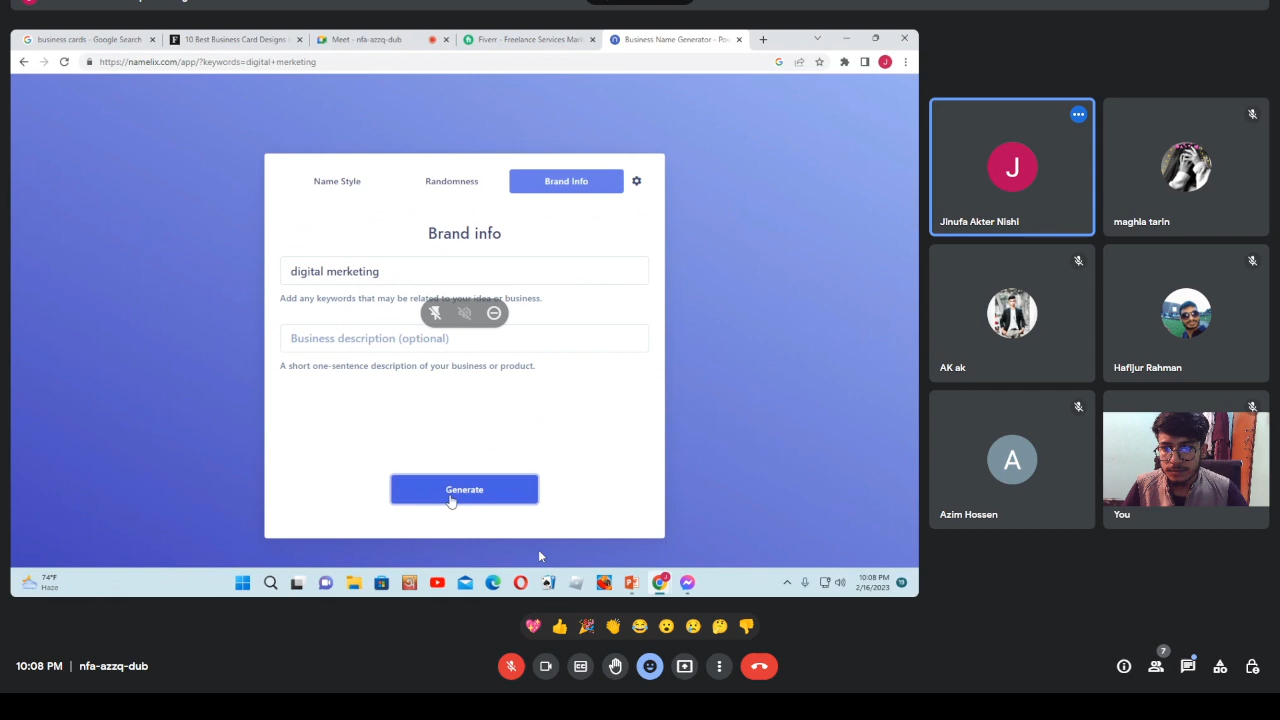 business cards - Google Search
10 Best Business Card Designs
Meet - nfa-azzq-dub
Fiverr - Freelance Services Mark
Business Name Generator - Po
https://namelix.com/app/?keywords=digital+merketing
J
Name Style
Randomness
Brand Info
Brand info
digital merketing
Add any keywords that may be related to your idea or business.
Business description (optional)
A short one-sentence description of your business or product.
Generate
74°F
Haze
10:08 PM
2/16/2023
J
Jinufa Akter Nishi
maghla tarin
AK ak
Hafijur Rahman
A
Azim Hossen
You
10:08 PM | nfa-azzq-dub
7